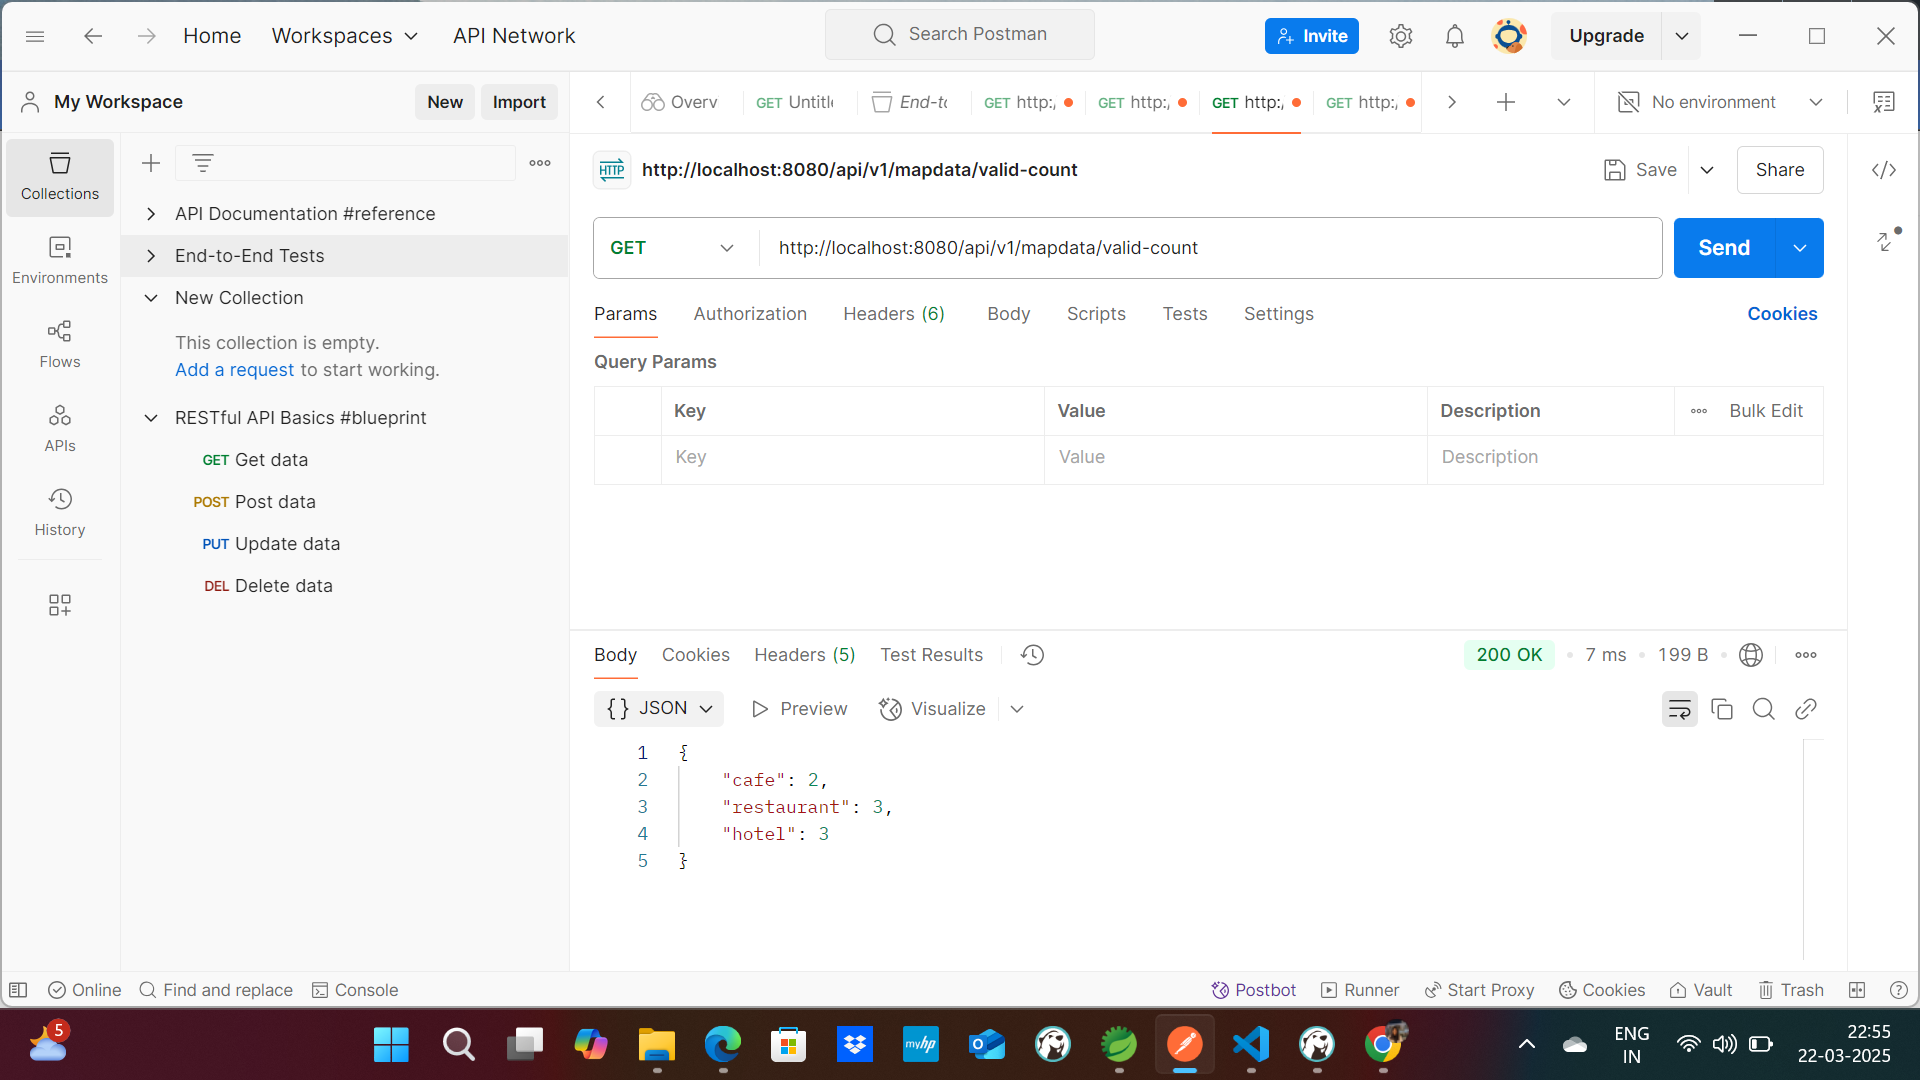 Home
Workspaces
API Network
Search Postman
Invite
Upgrade
My Workspace
New
Import
Overv
GET Untitle
End-to
GET http:/
GET http:/
GET http:/
GET http:/
No environment
Collections
Environments
Flows
APIs
History
API Documentation #reference
End-to-End Tests
New Collection
This collection is empty.
Add a request to start working.
RESTful API Basics #blueprint
GET Get data
POST Post data
PUT Update data
DEL Delete data
HTTP
http://localhost:8080/api/v1/mapdata/valid-count
Save
Share
GET
http://localhost:8080/api/v1/mapdata/valid-count
Send
Params
Authorization
Headers (6)
Body
Scripts
Tests
Settings
Cookies
Query Params
Key
Value
Description
Bulk Edit
Key
Value
Description
Body
Cookies
Headers (5)
Test Results
200 OK
7 ms
199 B
{} JSON
Preview
Visualize
1 {
2 "cafe": 2,
3 "restaurant": 3,
4 "hotel": 3
5 }
Online
Find and replace
Console
Postbot
Runner
Start Proxy
Cookies
Vault
Trash
5
myhp
ENG
IN
22:55
22-03-2025